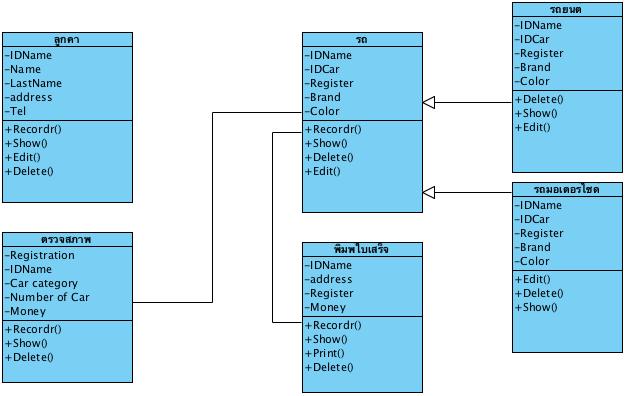 ลูกคา
-IDName
-Name
-LastName
-address
-Tel
+Recordr()
+Show()
+Edit()
+Delete()
รถ
-IDName
-IDCar
-Register
-Brand
-Color
+Recordr()
+Show()
+Delete()
+Edit()
รถยนต
-IDName
-IDCar
-Register
-Brand
-Color
+Delete()
+Show()
+Edit()
ตรวจสภาพ
-Registration
-IDName
-Car category
-Number of Car
-Money
+Recordr()
+Show()
+Delete()
พิมพใบเสร็จ
-IDName
-address
-Register
-Money
+Recordr()
+Show()
+Print()
+Delete()
รถมอเตอรไซด
-IDName
-IDCar
-Register
-Brand
-Color
+Edit()
+Delete()
+Show()